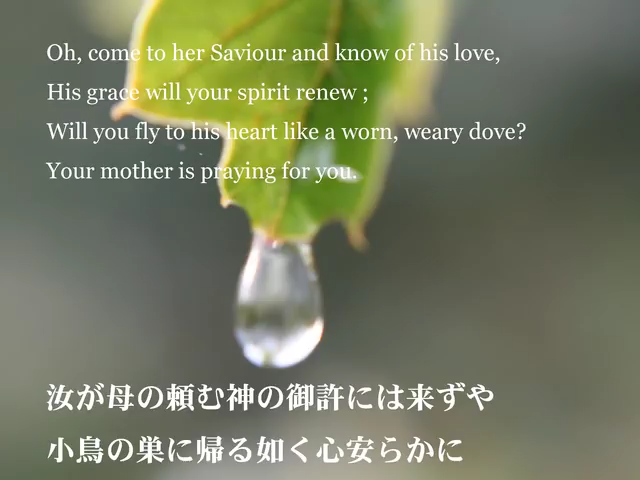 Oh, come to her Saviour and know of his love,
His grace will your spirit renew ;
Will you fly to his heart like a worn, weary dove?
Your mother is praying for you.
汝が母の頼む神の御許には来ずや
小鳥の巣に帰る如く心安らかに